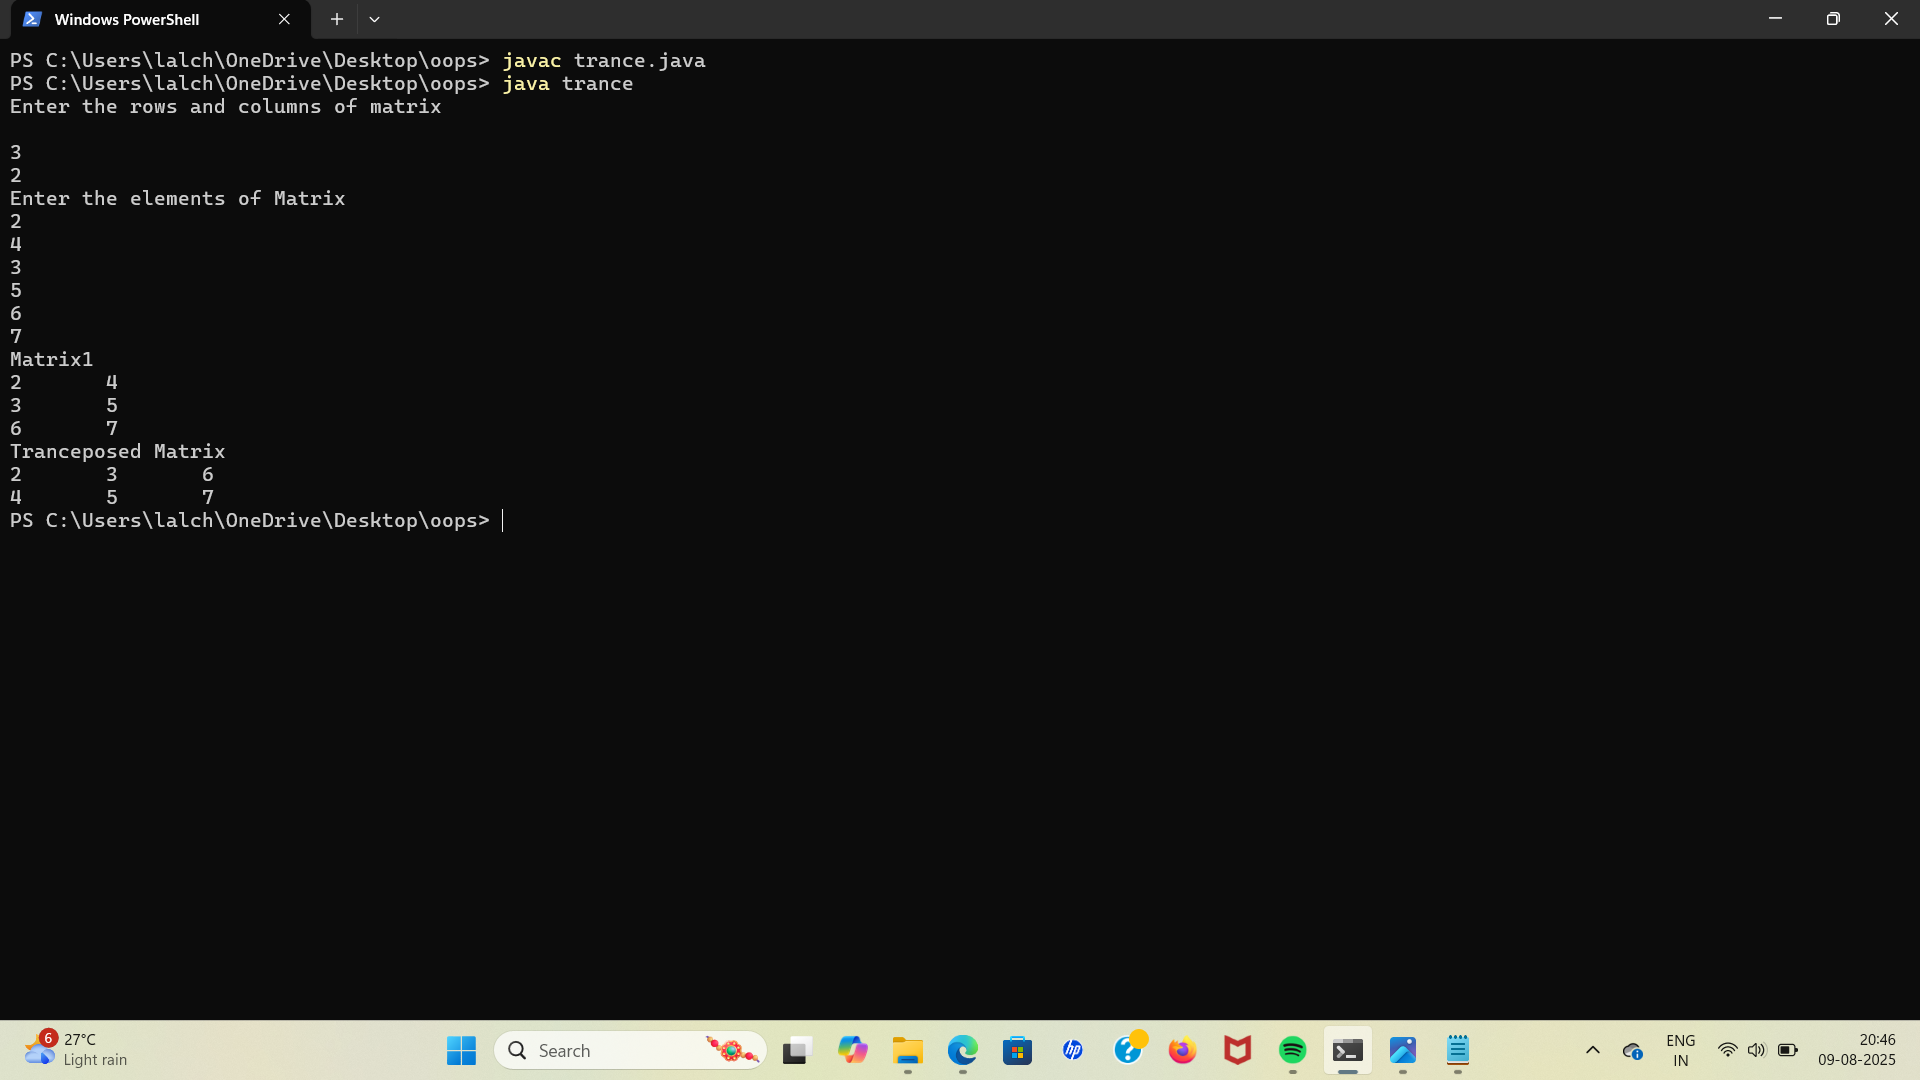 Windows PowerShell
PS C:\Users\lalch\OneDrive\Desktop\oops> javac trance.java
PS C:\Users\lalch\OneDrive\Desktop\oops> java trance
Enter the rows and columns of matrix
3
2
Enter the elements of Matrix
2
4
3
5
6
7
Matrix1
2 4
3 5
6 7
Tranceposed Matrix
2 3 6
4 5 7
PS C:\Users\lalch\OneDrive\Desktop\oops>
6
27°C
Light rain
Search
hp
ENG
IN
20:46
09-08-2025